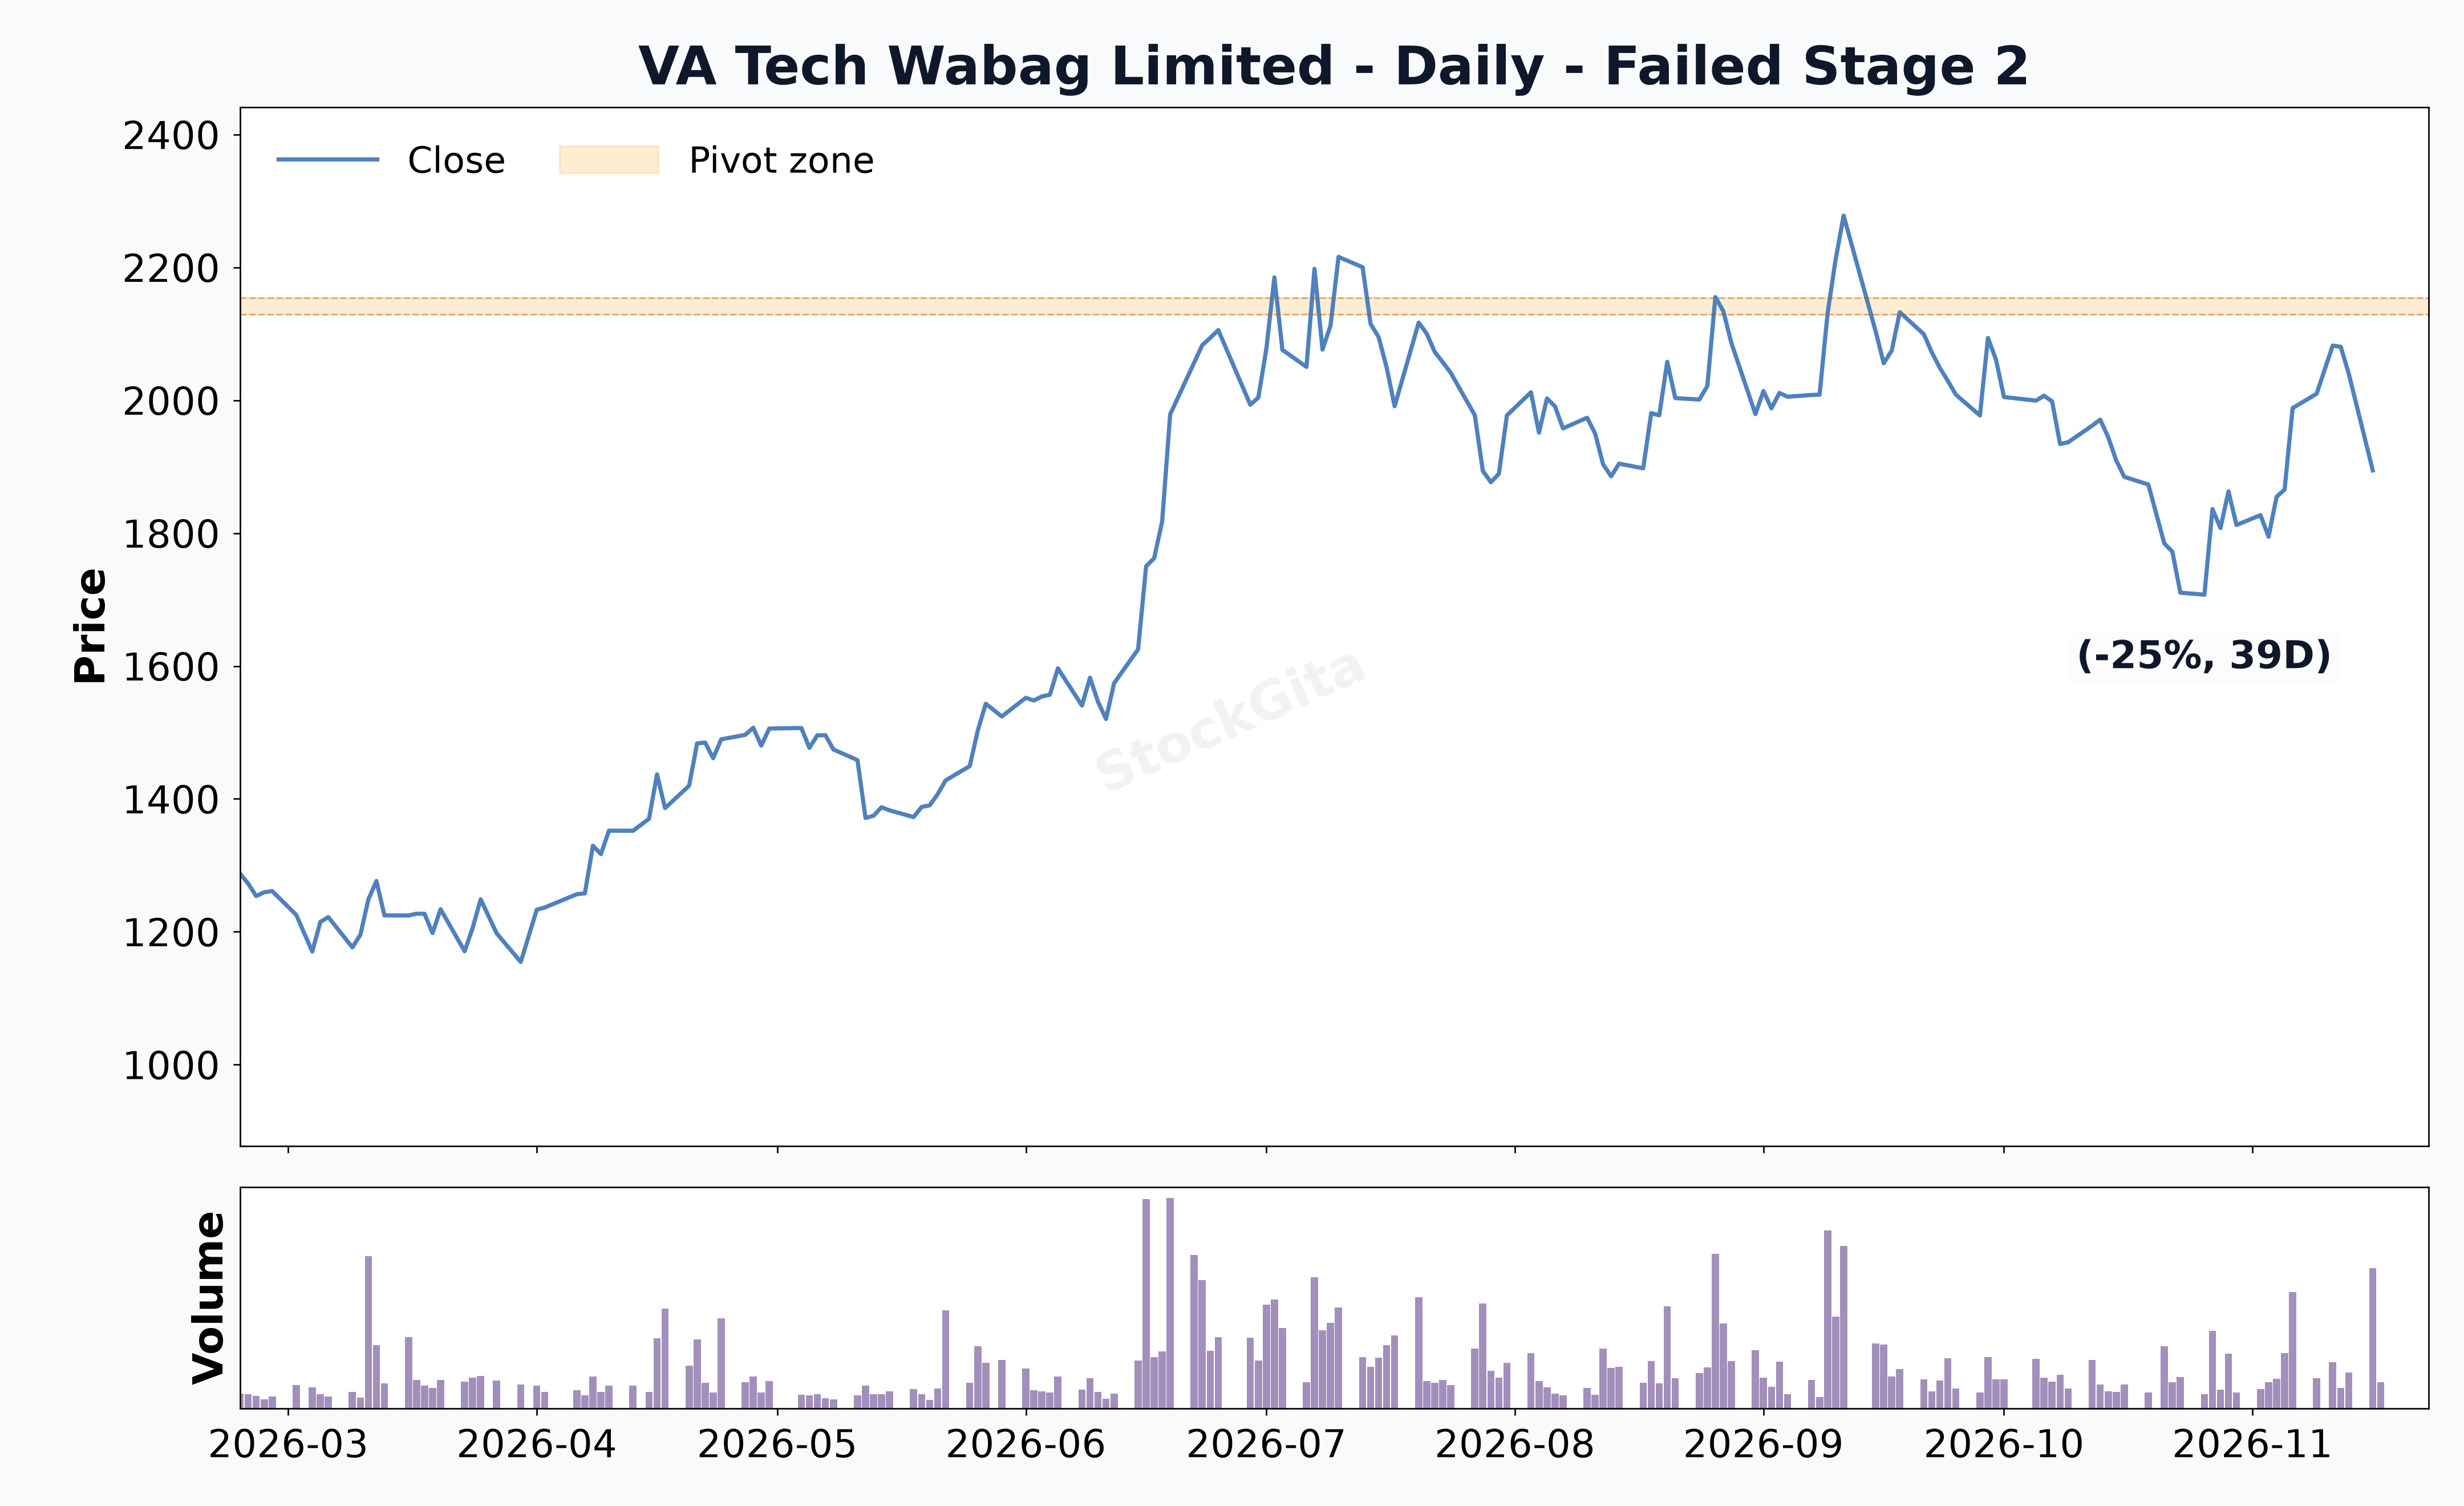 VA Tech Wabag Limited - Daily - Failed Stage 2
Close
Pivot zone
Price
2400
2200
2000
1800
1600
1400
1200
1000
(-25%, 39D)
StockGita
Volume
2026-03
2026-04
2026-05
2026-06
2026-07
2026-08
2026-09
2026-10
2026-11